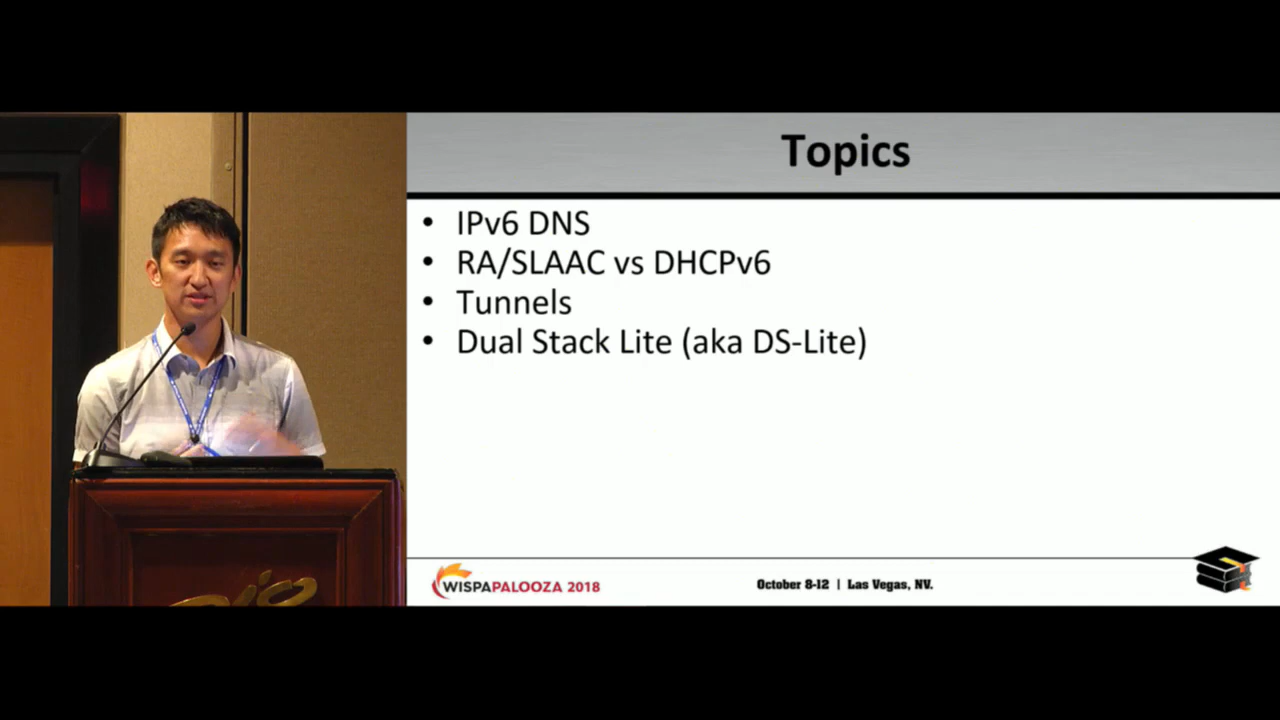 Topics
• IPv6 DNS
• RA/SLAAC vs DHCPv6
• Tunnels
• Dual Stack Lite (aka DS-Lite)
WISPAPALOOZA 2018
October 8-12 | Las Vegas, NV.